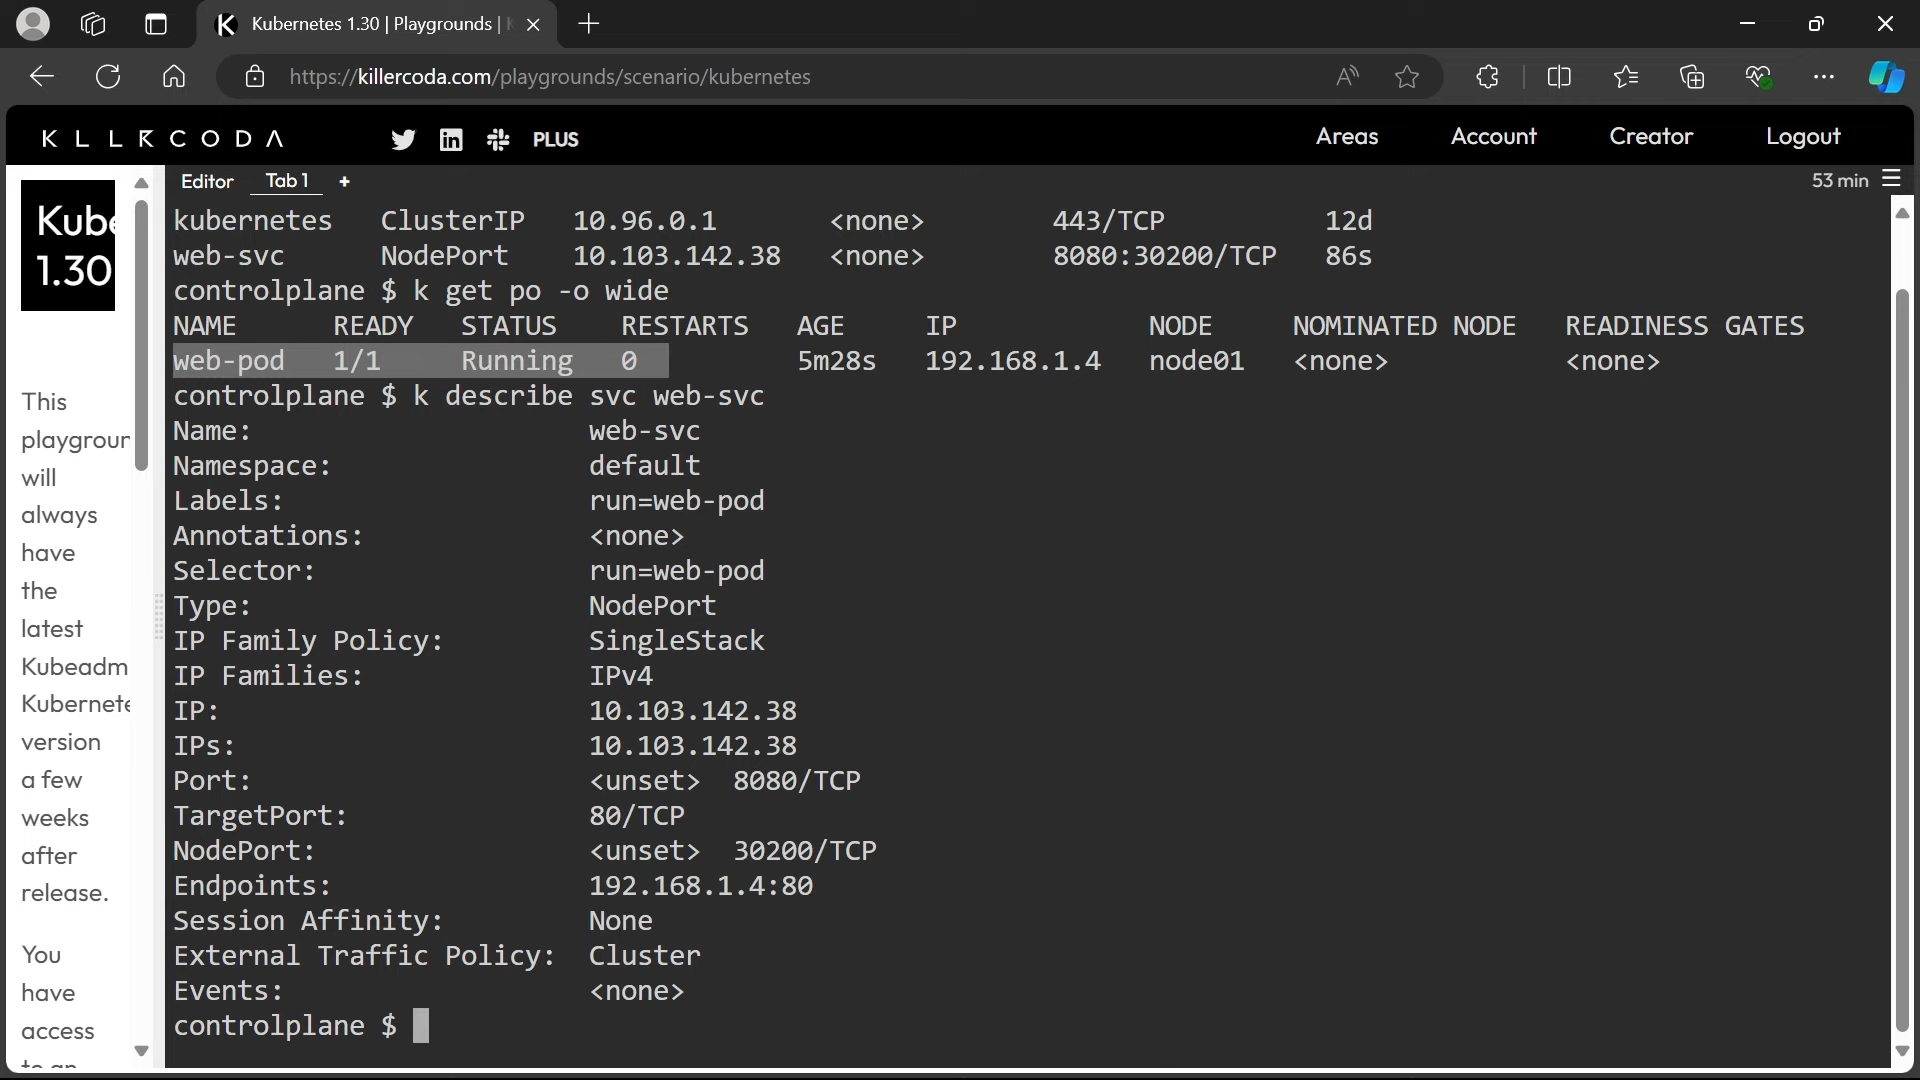 Kubernetes 1.30 | Playgrounds |
https://killercoda.com/playgrounds/scenario/kubernetes
KLLRCODA PLUS Areas Account Creator Logout
Editor Tab 1 + 53 min
Kube
1.30
This
playgroun
will
always
have
the
latest
Kubeadm
Kubernete
version
a few
weeks
after
release.
You
have
access
to an
kubernetes ClusterIP 10.96.0.1 <none> 443/TCP 12d
web-svc NodePort 10.103.142.38 <none> 8080:30200/TCP 86s
controlplane $ k get po -o wide
NAME READY STATUS RESTARTS AGE IP NODE NOMINATED NODE READINESS GATES
web-pod 1/1 Running 0 5m28s 192.168.1.4 node01 <none> <none>
controlplane $ k describe svc web-svc
Name: web-svc
Namespace: default
Labels: run=web-pod
Annotations: <none>
Selector: run=web-pod
Type: NodePort
IP Family Policy: SingleStack
IP Families: IPv4
IP: 10.103.142.38
IPs: 10.103.142.38
Port: <unset> 8080/TCP
TargetPort: 80/TCP
NodePort: <unset> 30200/TCP
Endpoints: 192.168.1.4:80
Session Affinity: None
External Traffic Policy: Cluster
Events: <none>
controlplane $